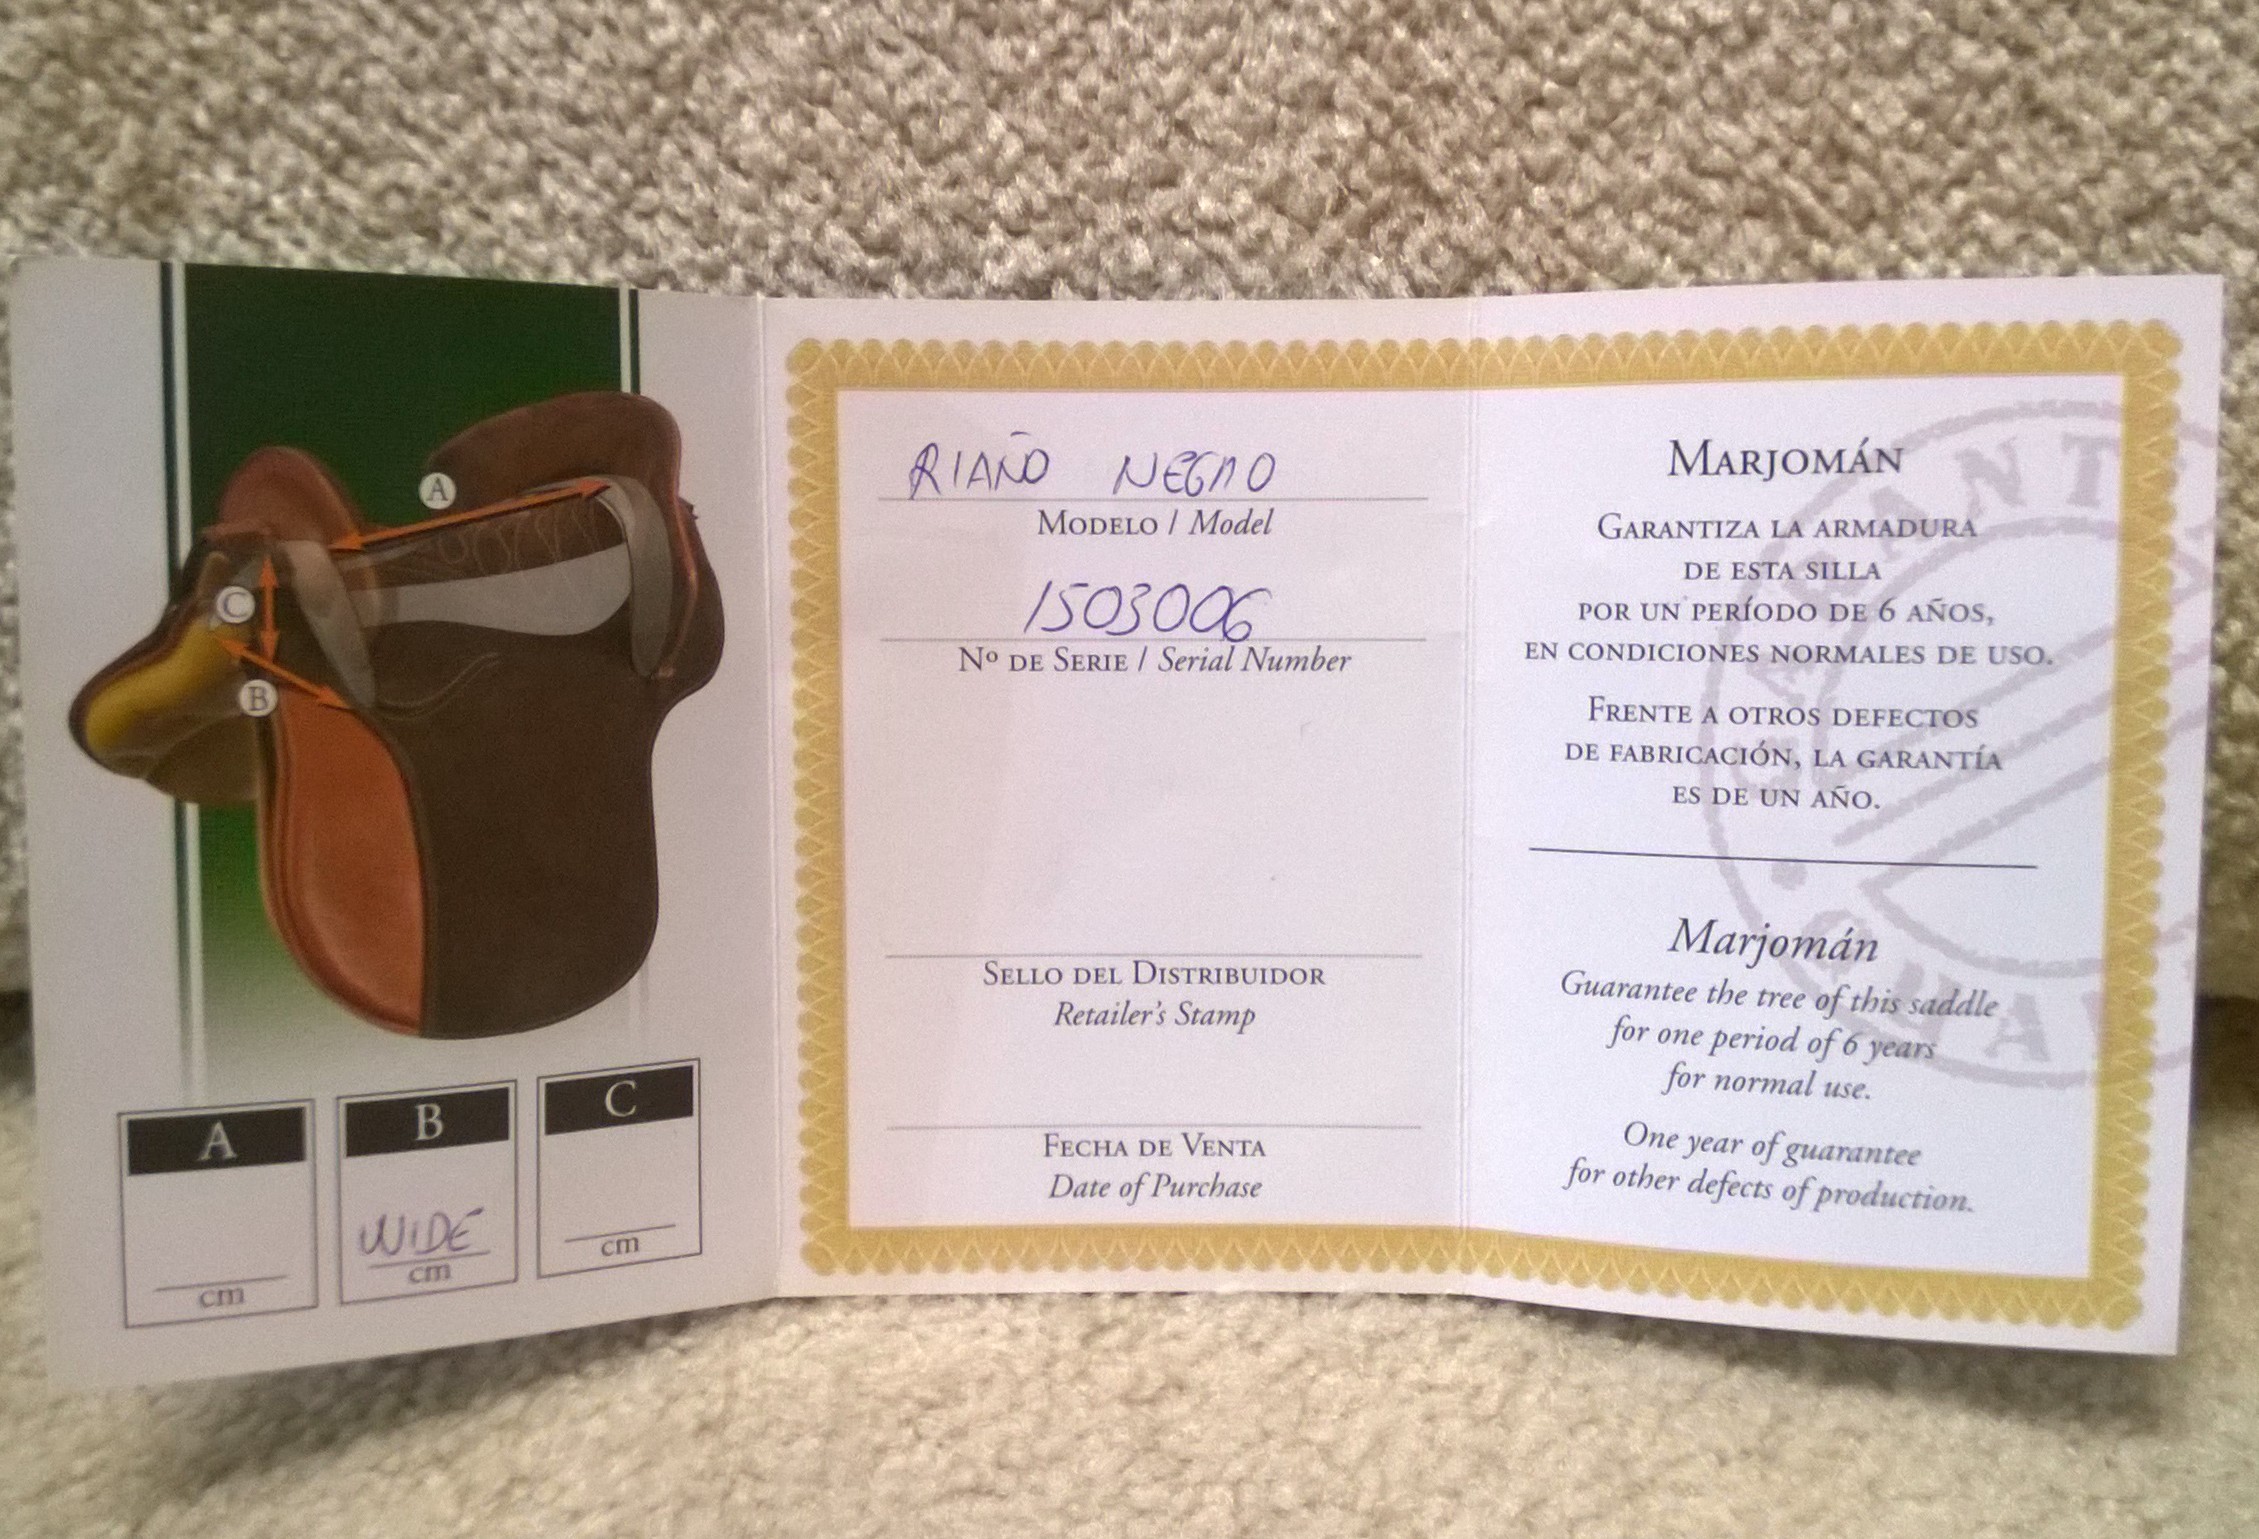 A
C
B
A
cm
B
WIDE
cm
C
cm
RIAÑO NEGRO
MODELO / Model
1503006
Nº DE SERIE / Serial Number
SELLO DEL DISTRIBUIDOR
Retailer's Stamp
FECHA DE VENTA
Date of Purchase
MARJOMÁN
GARANTIZA LA ARMADURA
DE ESTA SILLA
POR UN PERÍODO DE 6 AÑOS,
EN CONDICIONES NORMALES DE USO.
FRENTE A OTROS DEFECTOS
DE FABRICACIÓN, LA GARANTÍA
ES DE UN AÑO.
Marjomán
Guarantee the tree of this saddle
for one period of 6 years
for normal use.
One year of guarantee
for other defects of production.